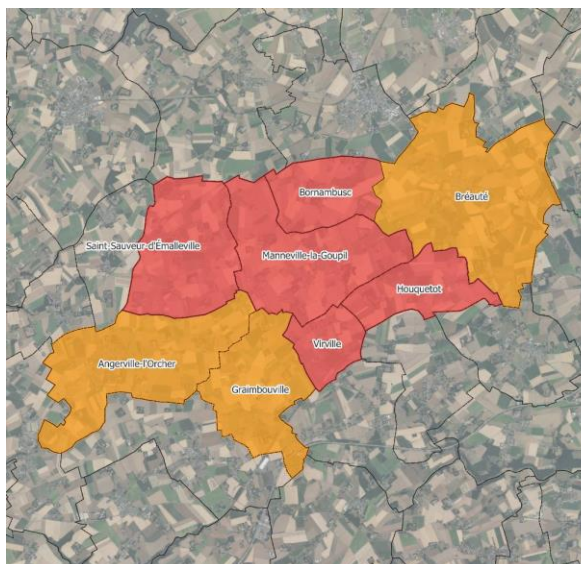 Bornambusc
Bréauté
Saint-Sauveur-d'Émalleville
Manneville-la-Goupil
Houquetot
Virville
Angerville-l'Orcher
Graimbouville